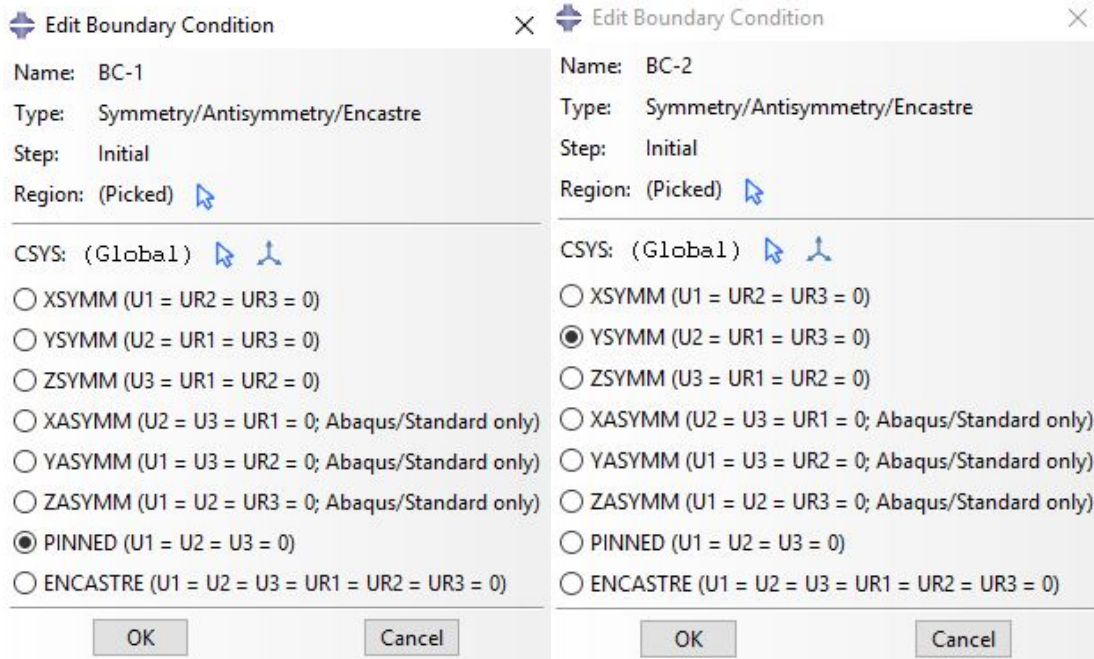 Edit Boundary Condition
Name: BC-1
Type: Symmetry/Antisymmetry/Encastre
Step: Initial
Region: (Picked)
CSYS: (Global)
XSYMM (U1 = UR2 = UR3 = 0)
YSYMM (U2 = UR1 = UR3 = 0)
ZSYMM (U3 = UR1 = UR2 = 0)
XASYMM (U2 = U3 = UR1 = 0; Abaqus/Standard only)
YASYMM (U1 = U3 = UR2 = 0; Abaqus/Standard only)
ZASYMM (U1 = U2 = UR3 = 0; Abaqus/Standard only)
PINNED (U1 = U2 = U3 = 0)
ENCASTRE (U1 = U2 = U3 = UR1 = UR2 = UR3 = 0)
OK Cancel
Edit Boundary Condition
Name: BC-2
Type: Symmetry/Antisymmetry/Encastre
Step: Initial
Region: (Picked)
CSYS: (Global)
XSYMM (U1 = UR2 = UR3 = 0)
YSYMM (U2 = UR1 = UR3 = 0)
ZSYMM (U3 = UR1 = UR2 = 0)
XASYMM (U2 = U3 = UR1 = 0; Abaqus/Standard only)
YASYMM (U1 = U3 = UR2 = 0; Abaqus/Standard only)
ZASYMM (U1 = U2 = UR3 = 0; Abaqus/Standard only)
PINNED (U1 = U2 = U3 = 0)
ENCASTRE (U1 = U2 = U3 = UR1 = UR2 = UR3 = 0)
OK Cancel